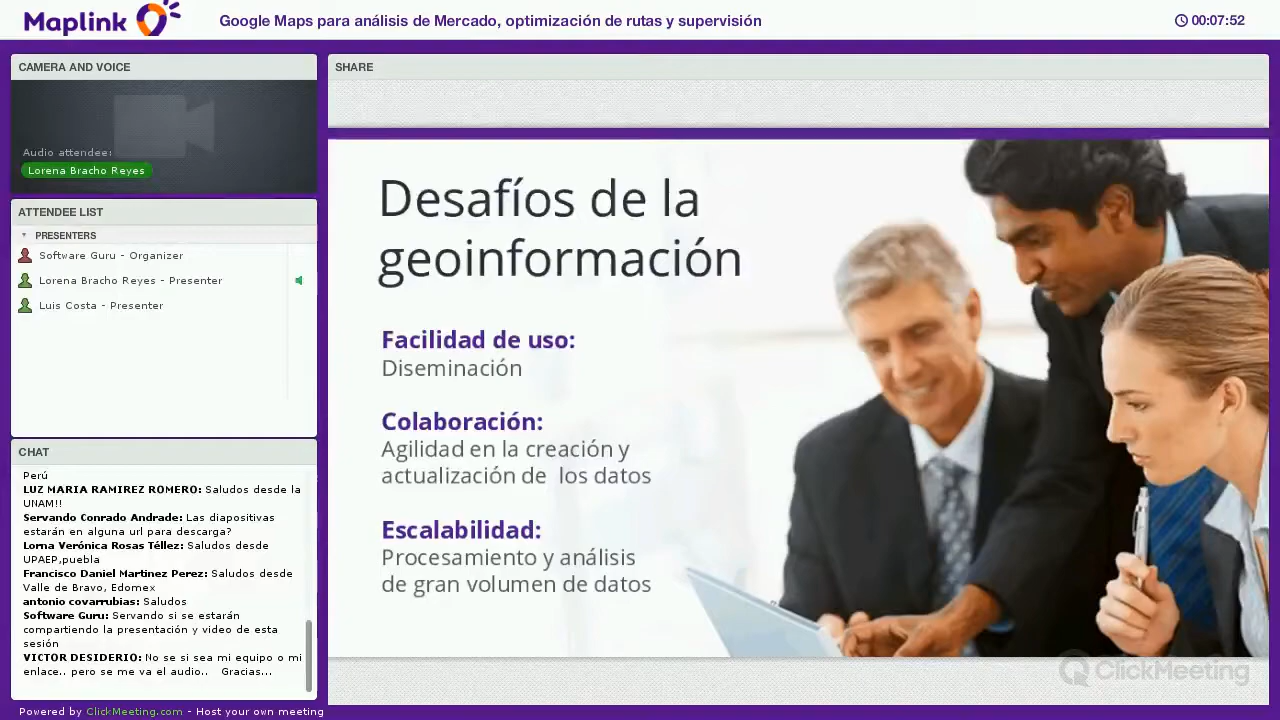 Maplink
Google Maps para análisis de Mercado, optimización de rutas y supervisión
00:07:52
CAMERA AND VOICE
Audio attendee:
Lorena Bracho Reyes
ATTENDEE LIST
PRESENTERS
Software Guru - Organizer
Lorena Bracho Reyes - Presenter
Luis Costa - Presenter
CHAT
Perú
LUZ MARIA RAMIREZ ROMERO: Saludos desde la
UNAM!!
Servando Conrado Andrade: Las diapositivas
estarán en alguna url para descarga?
Lorna Verónica Rosas Téllez: Saludos desde
UPAEP,puebla
Francisco Daniel Martinez Perez: Saludos desde
Valle de Bravo, Edomex
antonio covarrubias: Saludos
Software Guru: Servando si se estarán
compartiendo la presentación y video de esta
sesión
VICTOR DESIDERIO: No se si sea mi equipo o mi
enlace.. pero se me va el audio.. Gracias...
Powered by ClickMeeting.com - Host your own meeting
SHARE
Desafíos de la
geoinformación
Facilidad de uso:
Diseminación
Colaboración:
Agilidad en la creación y
actualización de los datos
Escalabilidad:
Procesamiento y análisis
de gran volumen de datos
ClickMeeting